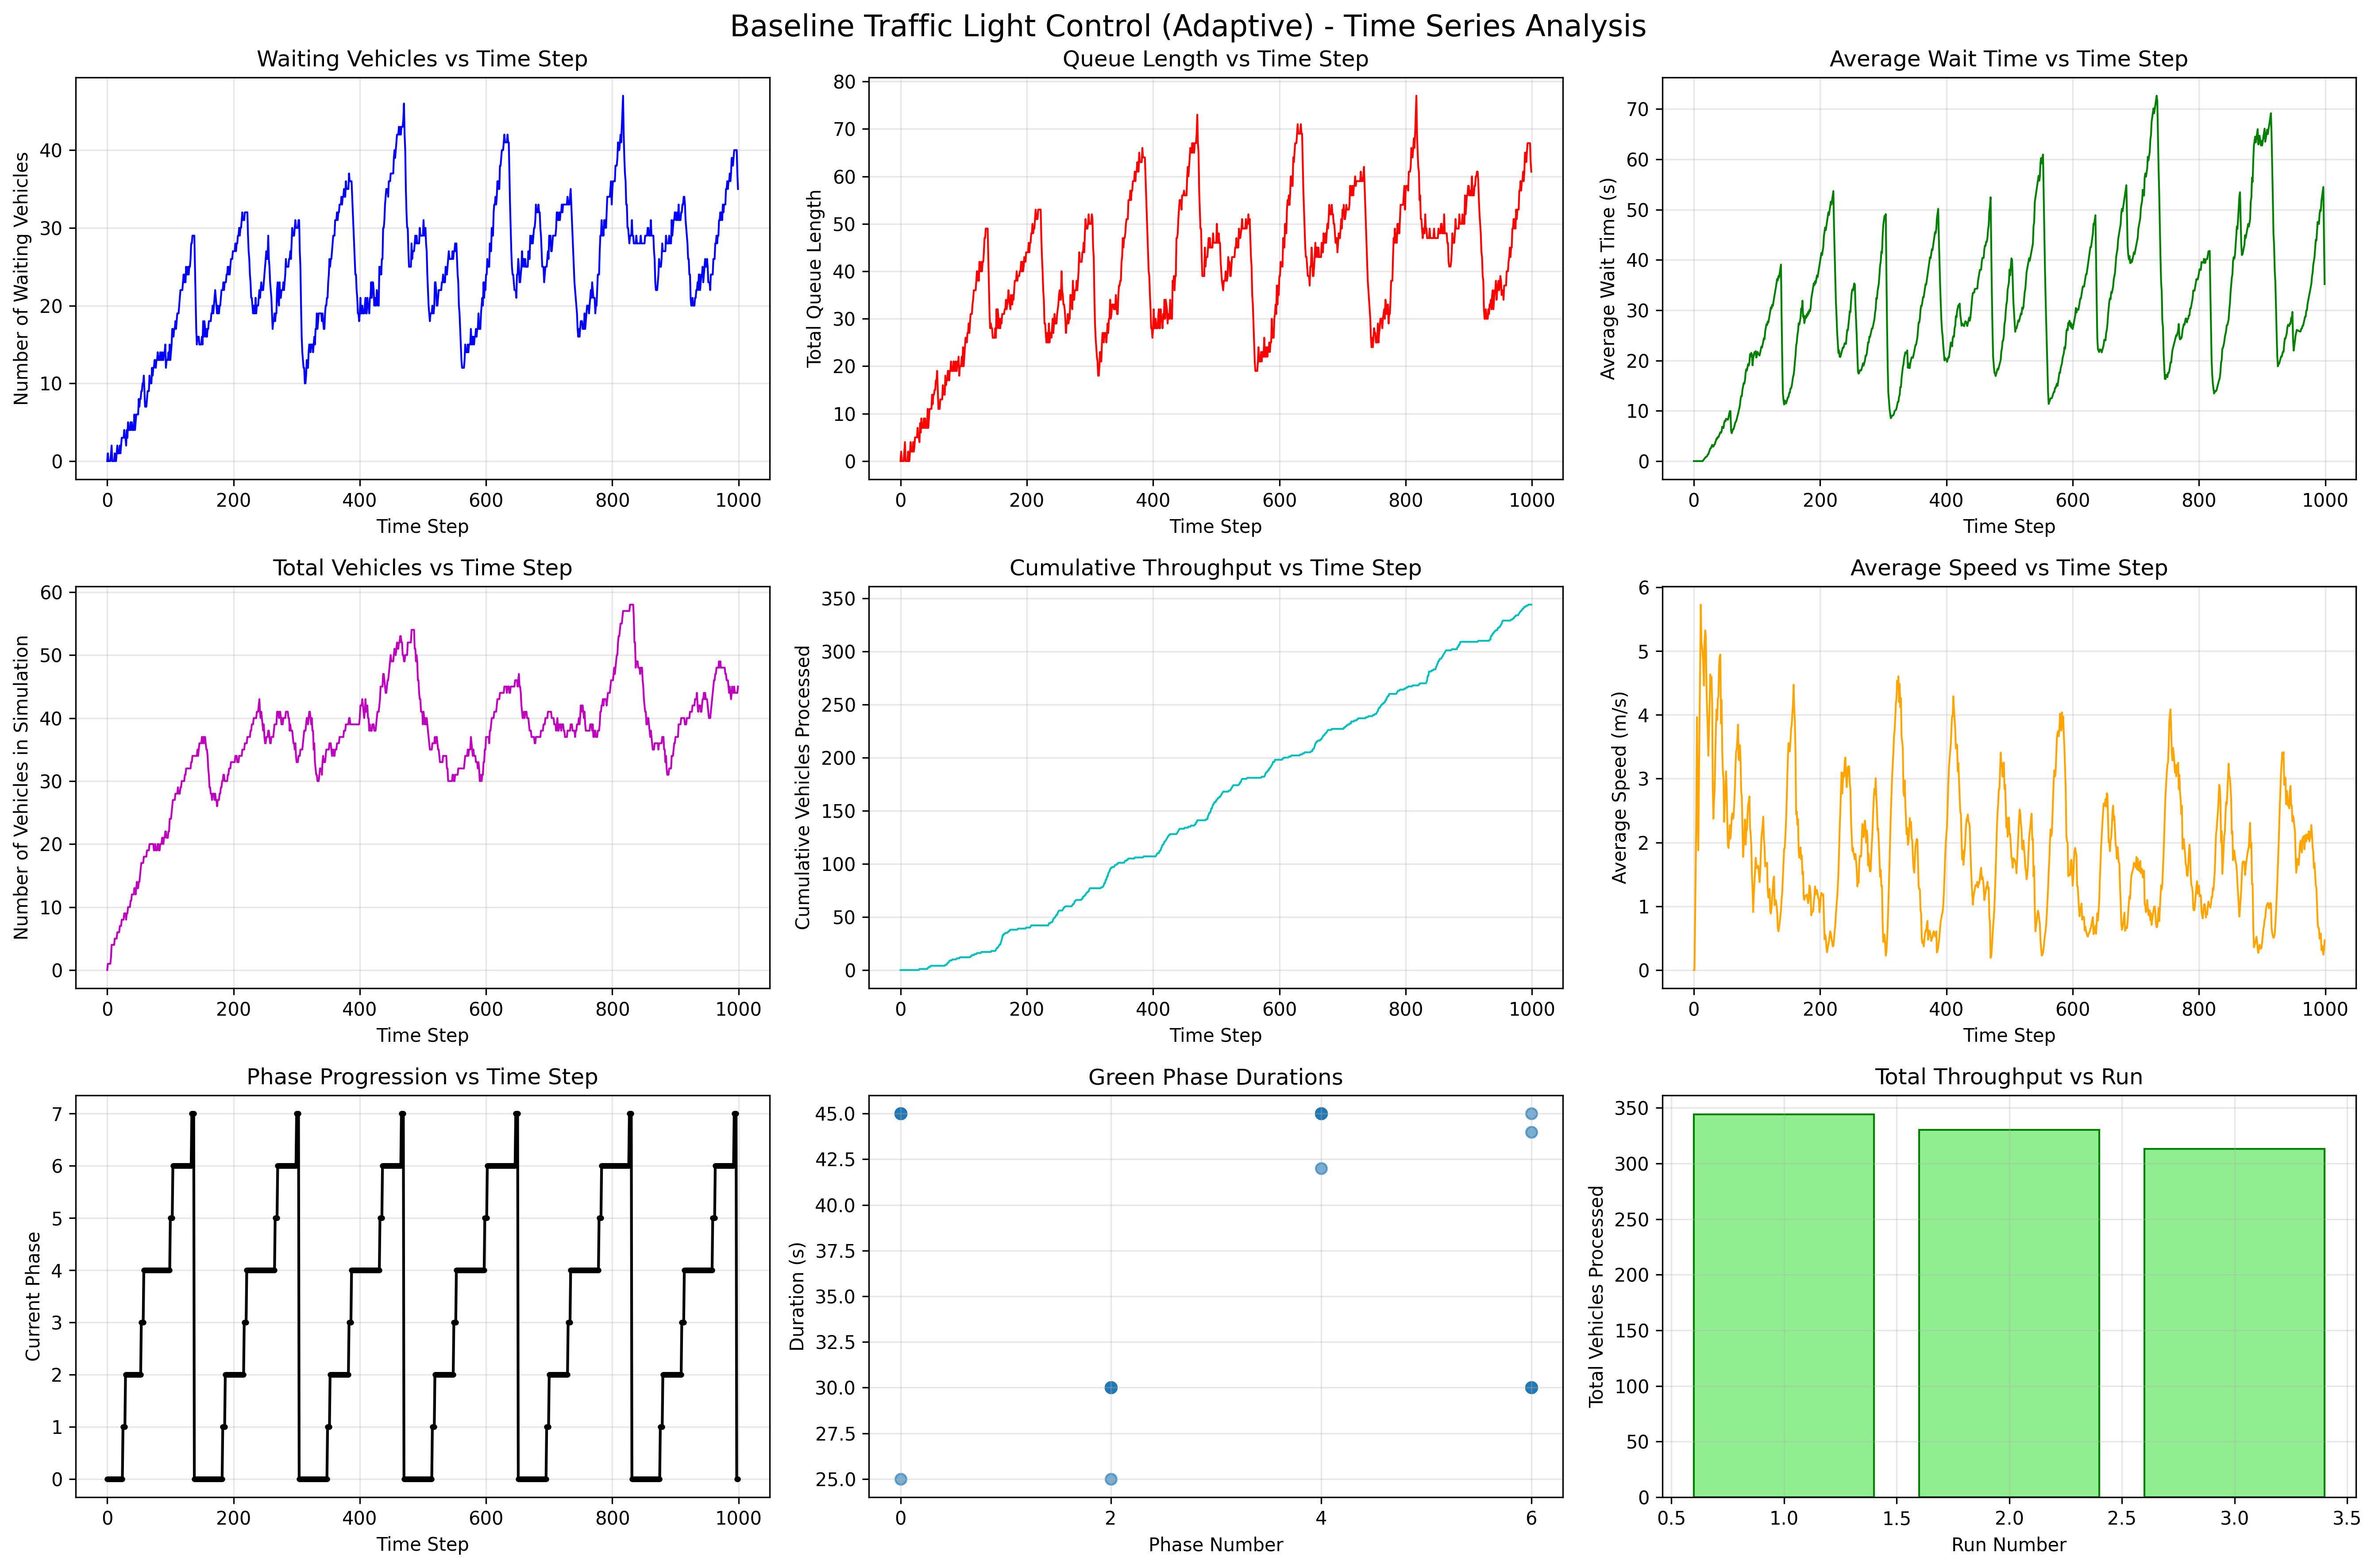 Baseline Traffic Light Control (Adaptive) - Time Series Analysis
Waiting Vehicles vs Time Step
Number of Waiting Vehicles
40
30
20
10
0
0 200 400 600 800 1000
Time Step
Queue Length vs Time Step
Total Queue Length
80
70
60
50
40
30
20
10
0
0 200 400 600 800 1000
Time Step
Average Wait Time vs Time Step
Average Wait Time (s)
70
60
50
40
30
20
10
0
0 200 400 600 800 1000
Time Step
Total Vehicles vs Time Step
Number of Vehicles in Simulation
60
50
40
30
20
10
0
0 200 400 600 800 1000
Time Step
Cumulative Throughput vs Time Step
Cumulative Vehicles Processed
350
300
250
200
150
100
50
0
0 200 400 600 800 1000
Time Step
Average Speed vs Time Step
Average Speed (m/s)
6
5
4
3
2
1
0
0 200 400 600 800 1000
Time Step
Phase Progression vs Time Step
Current Phase
7
6
5
4
3
2
1
0
0 200 400 600 800 1000
Time Step
Green Phase Durations
Duration (s)
45.0
42.5
40.0
37.5
35.0
32.5
30.0
27.5
25.0
0 2 4 6
Phase Number
Total Throughput vs Run
Total Vehicles Processed
350
300
250
200
150
100
50
0
0.5 1.0 1.5 2.0 2.5 3.0 3.5
Run Number